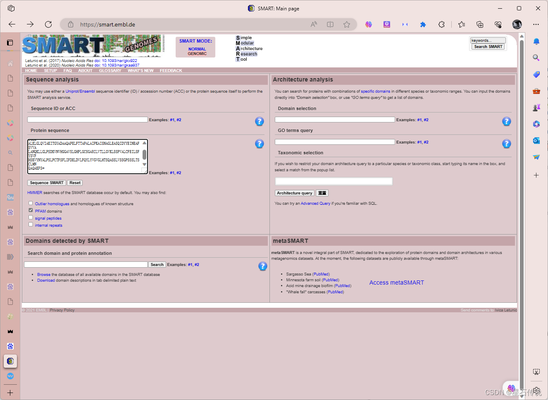 SMART: Main page
https://smart.embl.de
SMART
GENOMES
SMART MODE:
NORMAL
GENOMIC
Simple
Modular
Architecture
Research
Tool
keywords...
Search SMART
Letunic et al. (2017) Nucleic Acids Res doi:
Letunic et al. (2020) Nucleic Acids Res doi:
HOME SETUP FAQ ABOUT GLOSSARY WHAT'S NEW FEEDBACK
Sequence analysis
You may use either a Uniprot/Ensembl sequence identifier (ID) / accession number (ACC) or the protein sequence itself to perform the
SMART analysis service.
Sequence ID or ACC
Examples: #1, #2
Protein sequence
Examples: #1, #2
Sequence SMART Reset
HMMER searches of the SMART database occur by default. You may also find:
Outlier homologues and homologues of known structure
PFAM domains
signal peptides
internal repeats
Architecture analysis
You can search for proteins with combinations of specific domains in different species or taxonomic ranges. You can input the domains
directly into "Domain selection" box, or use "GO terms query" to get a list of domains.
Domain selection
Examples: #1, #2
GO terms query
Examples: #1, #2
Taxonomic selection
If you wish to restrict your domain architecture query to a particular species or taxonomic class, start typing its name in the box, and
select a match from the popup list
Architecture query
You can try an Advanced Query if you're familiar with SQL.
Domains detected by SMART
Search domain and protein annotation
Search Examples: #1, #2
Browse the database of all available domains in the SMART database
Download domain descriptions in tab delimited plain text
metaSMART
metaSMART is a novel integral part of SMART, dedicated to the exploration of protein domains and domain architectures in various
metagenomics datasets. At the moment, the following datasets are publicly available through metaSMART:
Sargasso Sea (PubMed)
Minnesota farm soil (PubMed)
Acid mine drainage biofilm (PubMed)
"Whale fall" carcasses (PubMed)
Access metaSMART
Privacy Policy
Ivica Letunic